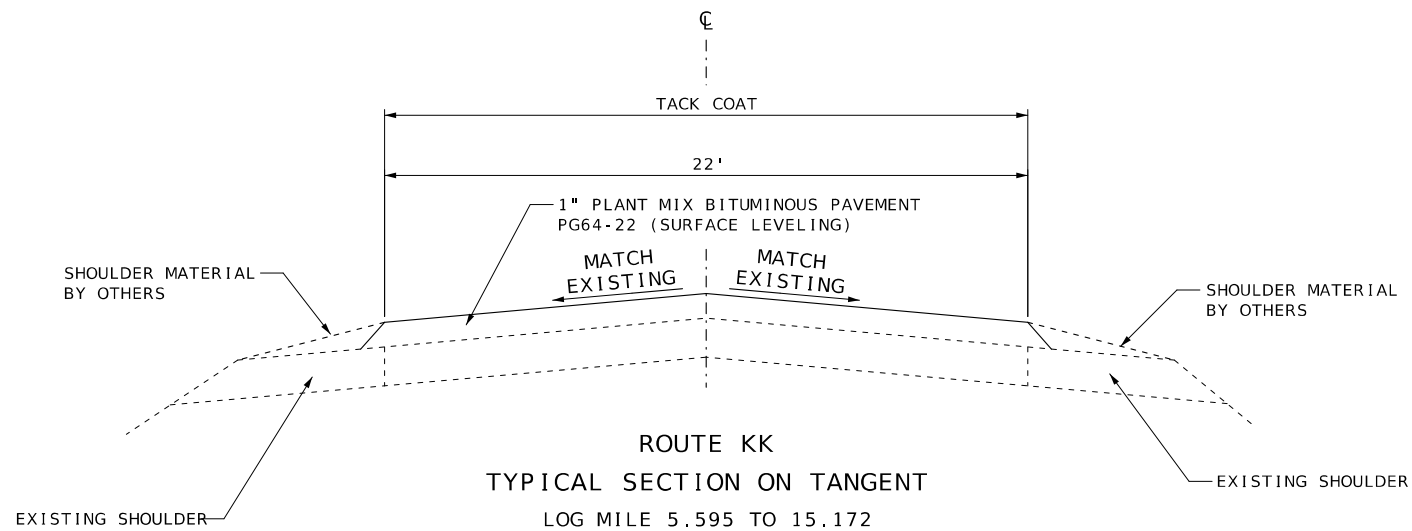 ℄
TACK COAT
22'
1" PLANT MIX BITUMINOUS PAVEMENT
PG64-22 (SURFACE LEVELING)
MATCH
EXISTING
MATCH
EXISTING
SHOULDER MATERIAL
BY OTHERS
SHOULDER MATERIAL
BY OTHERS
ROUTE KK
TYPICAL SECTION ON TANGENT
LOG MILE 5.595 TO 15.172
EXISTING SHOULDER
EXISTING SHOULDER